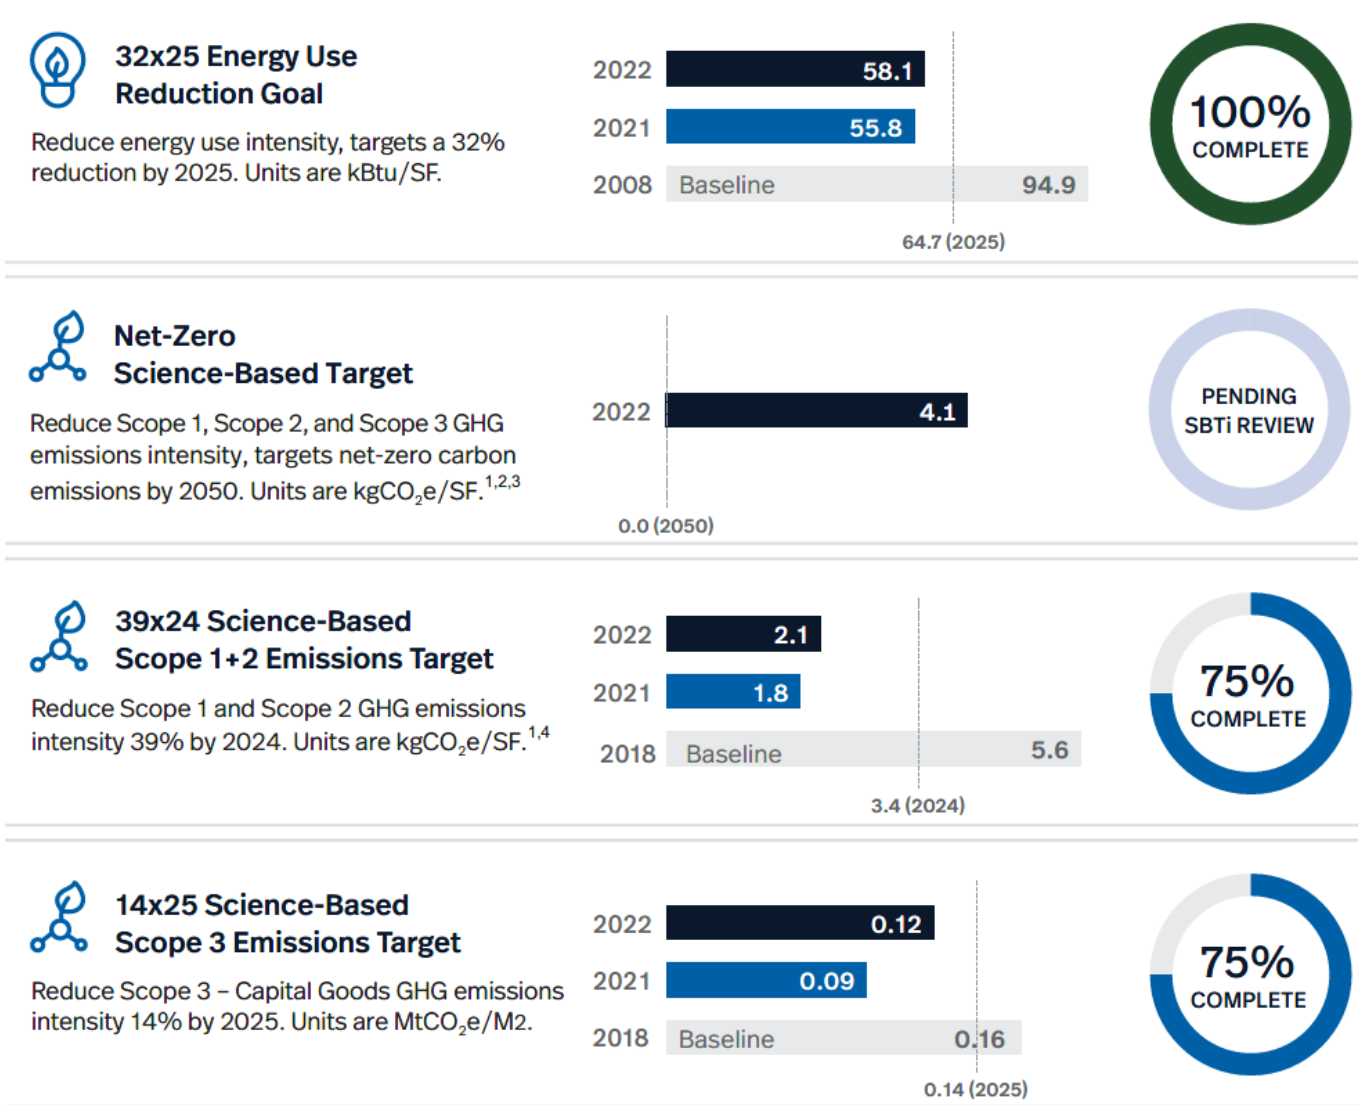 32x25 Energy Use
Reduction Goal
Reduce energy use intensity, targets a 32%
reduction by 2025. Units are kBtu/SF.
2022 58.1
2021 55.8
2008 Baseline 94.9
64.7 (2025)
100%
COMPLETE
Net-Zero
Science-Based Target
Reduce Scope 1, Scope 2, and Scope 3 GHG
emissions intensity, targets net-zero carbon
emissions by 2050. Units are kgCO₂e/SF.¹,²,³
2022 4.1
0.0 (2050)
PENDING
SBTi REVIEW
39x24 Science-Based
Scope 1+2 Emissions Target
Reduce Scope 1 and Scope 2 GHG emissions
intensity 39% by 2024. Units are kgCO₂e/SF.¹,⁴
2022 2.1
2021 1.8
2018 Baseline 5.6
3.4 (2024)
75%
COMPLETE
14x25 Science-Based
Scope 3 Emissions Target
Reduce Scope 3 – Capital Goods GHG emissions
intensity 14% by 2025. Units are MtCO₂e/M2.
2022 0.12
2021 0.09
2018 Baseline 0.16
0.14 (2025)
75%
COMPLETE